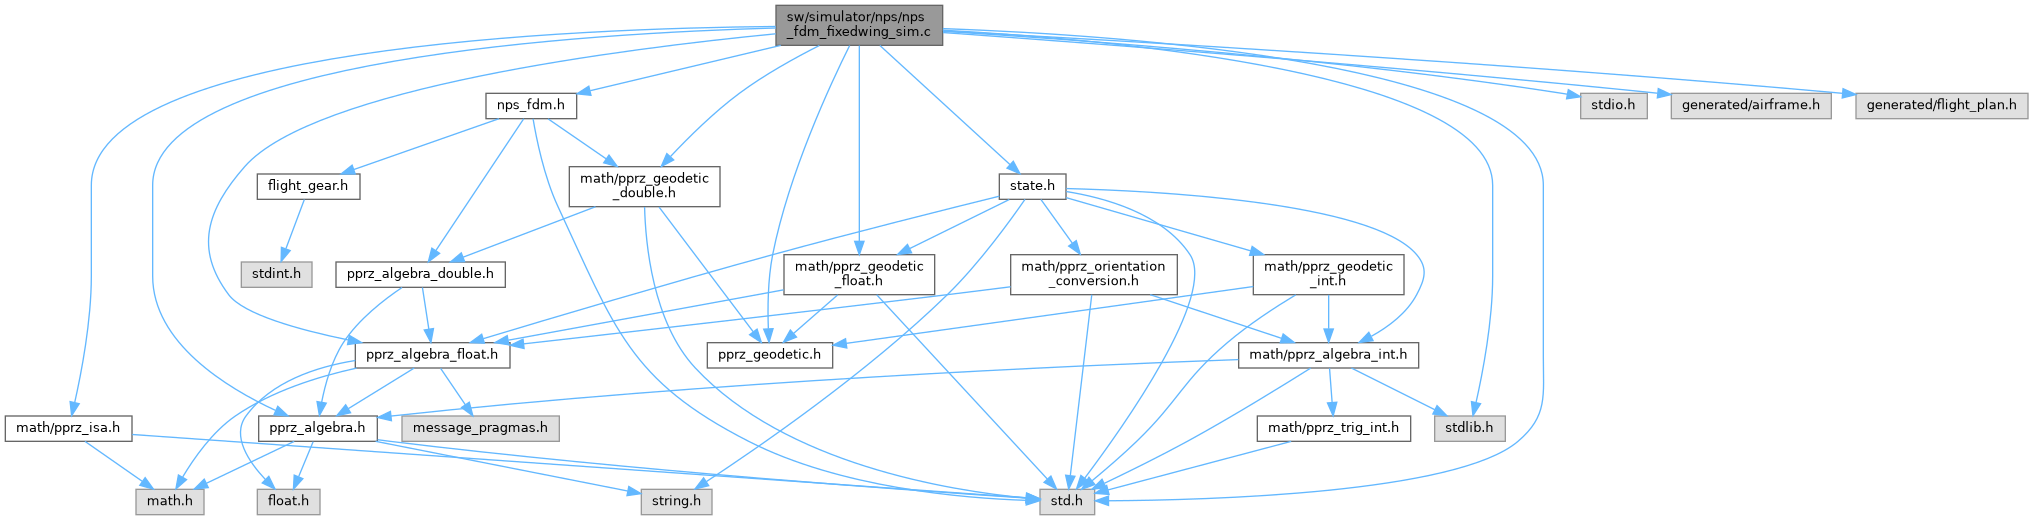 sw/simulator/nps/nps
_fdm_fixedwing_sim.c
nps_fdm.h
stdio.h
generated/airframe.h
generated/flight_plan.h
flight_gear.h
math/pprz_geodetic
_double.h
state.h
stdint.h
pprz_algebra_double.h
math/pprz_geodetic
_float.h
math/pprz_orientation
_conversion.h
math/pprz_geodetic
_int.h
pprz_algebra_float.h
pprz_geodetic.h
math/pprz_algebra_int.h
math/pprz_isa.h
pprz_algebra.h
message_pragmas.h
math/pprz_trig_int.h
stdlib.h
math.h
float.h
string.h
std.h